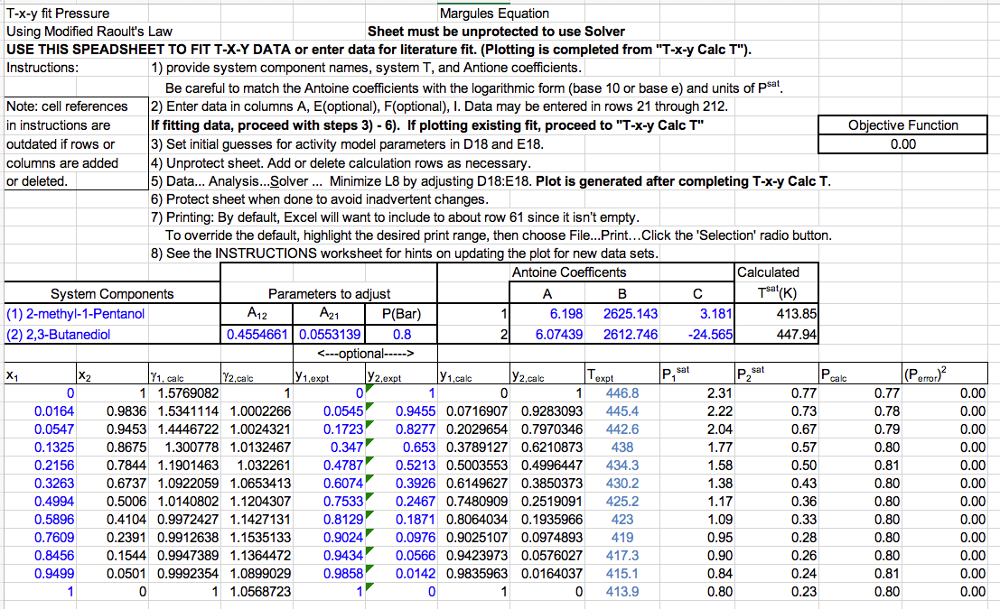 T-x-y fit Pressure Margules Equation
Using Modified Raoult's Law Sheet must be unprotected to use Solver
USE THIS SPEADSHEET TO FIT T-X-Y DATA or enter data for literature fit. (Plotting is completed from "T-x-y Calc T").
Instructions: 1) provide system component names, system T, and Antione coefficients.
Be careful to match the Antoine coefficients with the logarithmic form (base 10 or base e) and units of Psat.
Note: cell references 2) Enter data in columns A, E(optional), F(optional), I. Data may be entered in rows 21 through 212.
in instructions are If fitting data, proceed with steps 3) - 6). If plotting existing fit, proceed to "T-x-y Calc T" Objective Function
outdated if rows or 3) Set initial guesses for activity model parameters in D18 and E18. 0.00
columns are added 4) Unprotect sheet. Add or delete calculation rows as necessary.
or deleted. 5) Data... Analysis...Solver ... Minimize L8 by adjusting D18:E18. Plot is generated after completing T-x-y Calc T.
6) Protect sheet when done to avoid inadvertent changes.
7) Printing: By default, Excel will want to include to about row 61 since it isn't empty.
To override the default, highlight the desired print range, then choose File...Print...Click the 'Selection' radio button.
8) See the INSTRUCTIONS worksheet for hints on updating the plot for new data sets.
Antoine Coefficents Calculated
System Components Parameters to adjust A B C Tsat(K)
(1) 2-methyl-1-Pentanol A12 A21 P(Bar) 1 6.198 2625.143 3.181 413.85
(2) 2,3-Butanediol 0.4554661 0.0553139 0.8 2 6.07439 2612.746 -24.565 447.94
<---optional----->
x1 x2 γ1, calc γ2,calc y1,expt y2,expt y1,calc y2,calc Texpt P1sat P2sat Pcalc (Perror)2
0 1 1.5769082 1 0 1 0 1 446.8 2.31 0.77 0.77 0.00
0.0164 0.9836 1.5341114 1.0002266 0.0545 0.9455 0.0716907 0.9283093 445.4 2.22 0.73 0.78 0.00
0.0547 0.9453 1.4446722 1.0024321 0.1723 0.8277 0.2029654 0.7970346 442.6 2.04 0.67 0.79 0.00
0.1325 0.8675 1.300778 1.0132467 0.347 0.653 0.3789127 0.6210873 438 1.77 0.57 0.80 0.00
0.2156 0.7844 1.1901463 1.032261 0.4787 0.5213 0.5003553 0.4996447 434.3 1.58 0.50 0.81 0.00
0.3263 0.6737 1.0922059 1.0653413 0.6074 0.3926 0.6149627 0.3850373 430.2 1.38 0.43 0.80 0.00
0.4994 0.5006 1.0140802 1.1204307 0.7533 0.2467 0.7480909 0.2519091 425.2 1.17 0.36 0.80 0.00
0.5896 0.4104 0.9972427 1.1427131 0.8129 0.1871 0.8064034 0.1935966 423 1.09 0.33 0.80 0.00
0.7609 0.2391 0.9912638 1.1535133 0.9024 0.0976 0.9025107 0.0974893 419 0.95 0.28 0.80 0.00
0.8456 0.1544 0.9947389 1.1364472 0.9434 0.0566 0.9423973 0.0576027 417.3 0.90 0.26 0.80 0.00
0.9499 0.0501 0.9992354 1.0899029 0.9858 0.0142 0.9835963 0.0164037 415.1 0.84 0.24 0.81 0.00
1 0 1 1.0568723 1 0 1 0 413.9 0.80 0.23 0.80 0.00